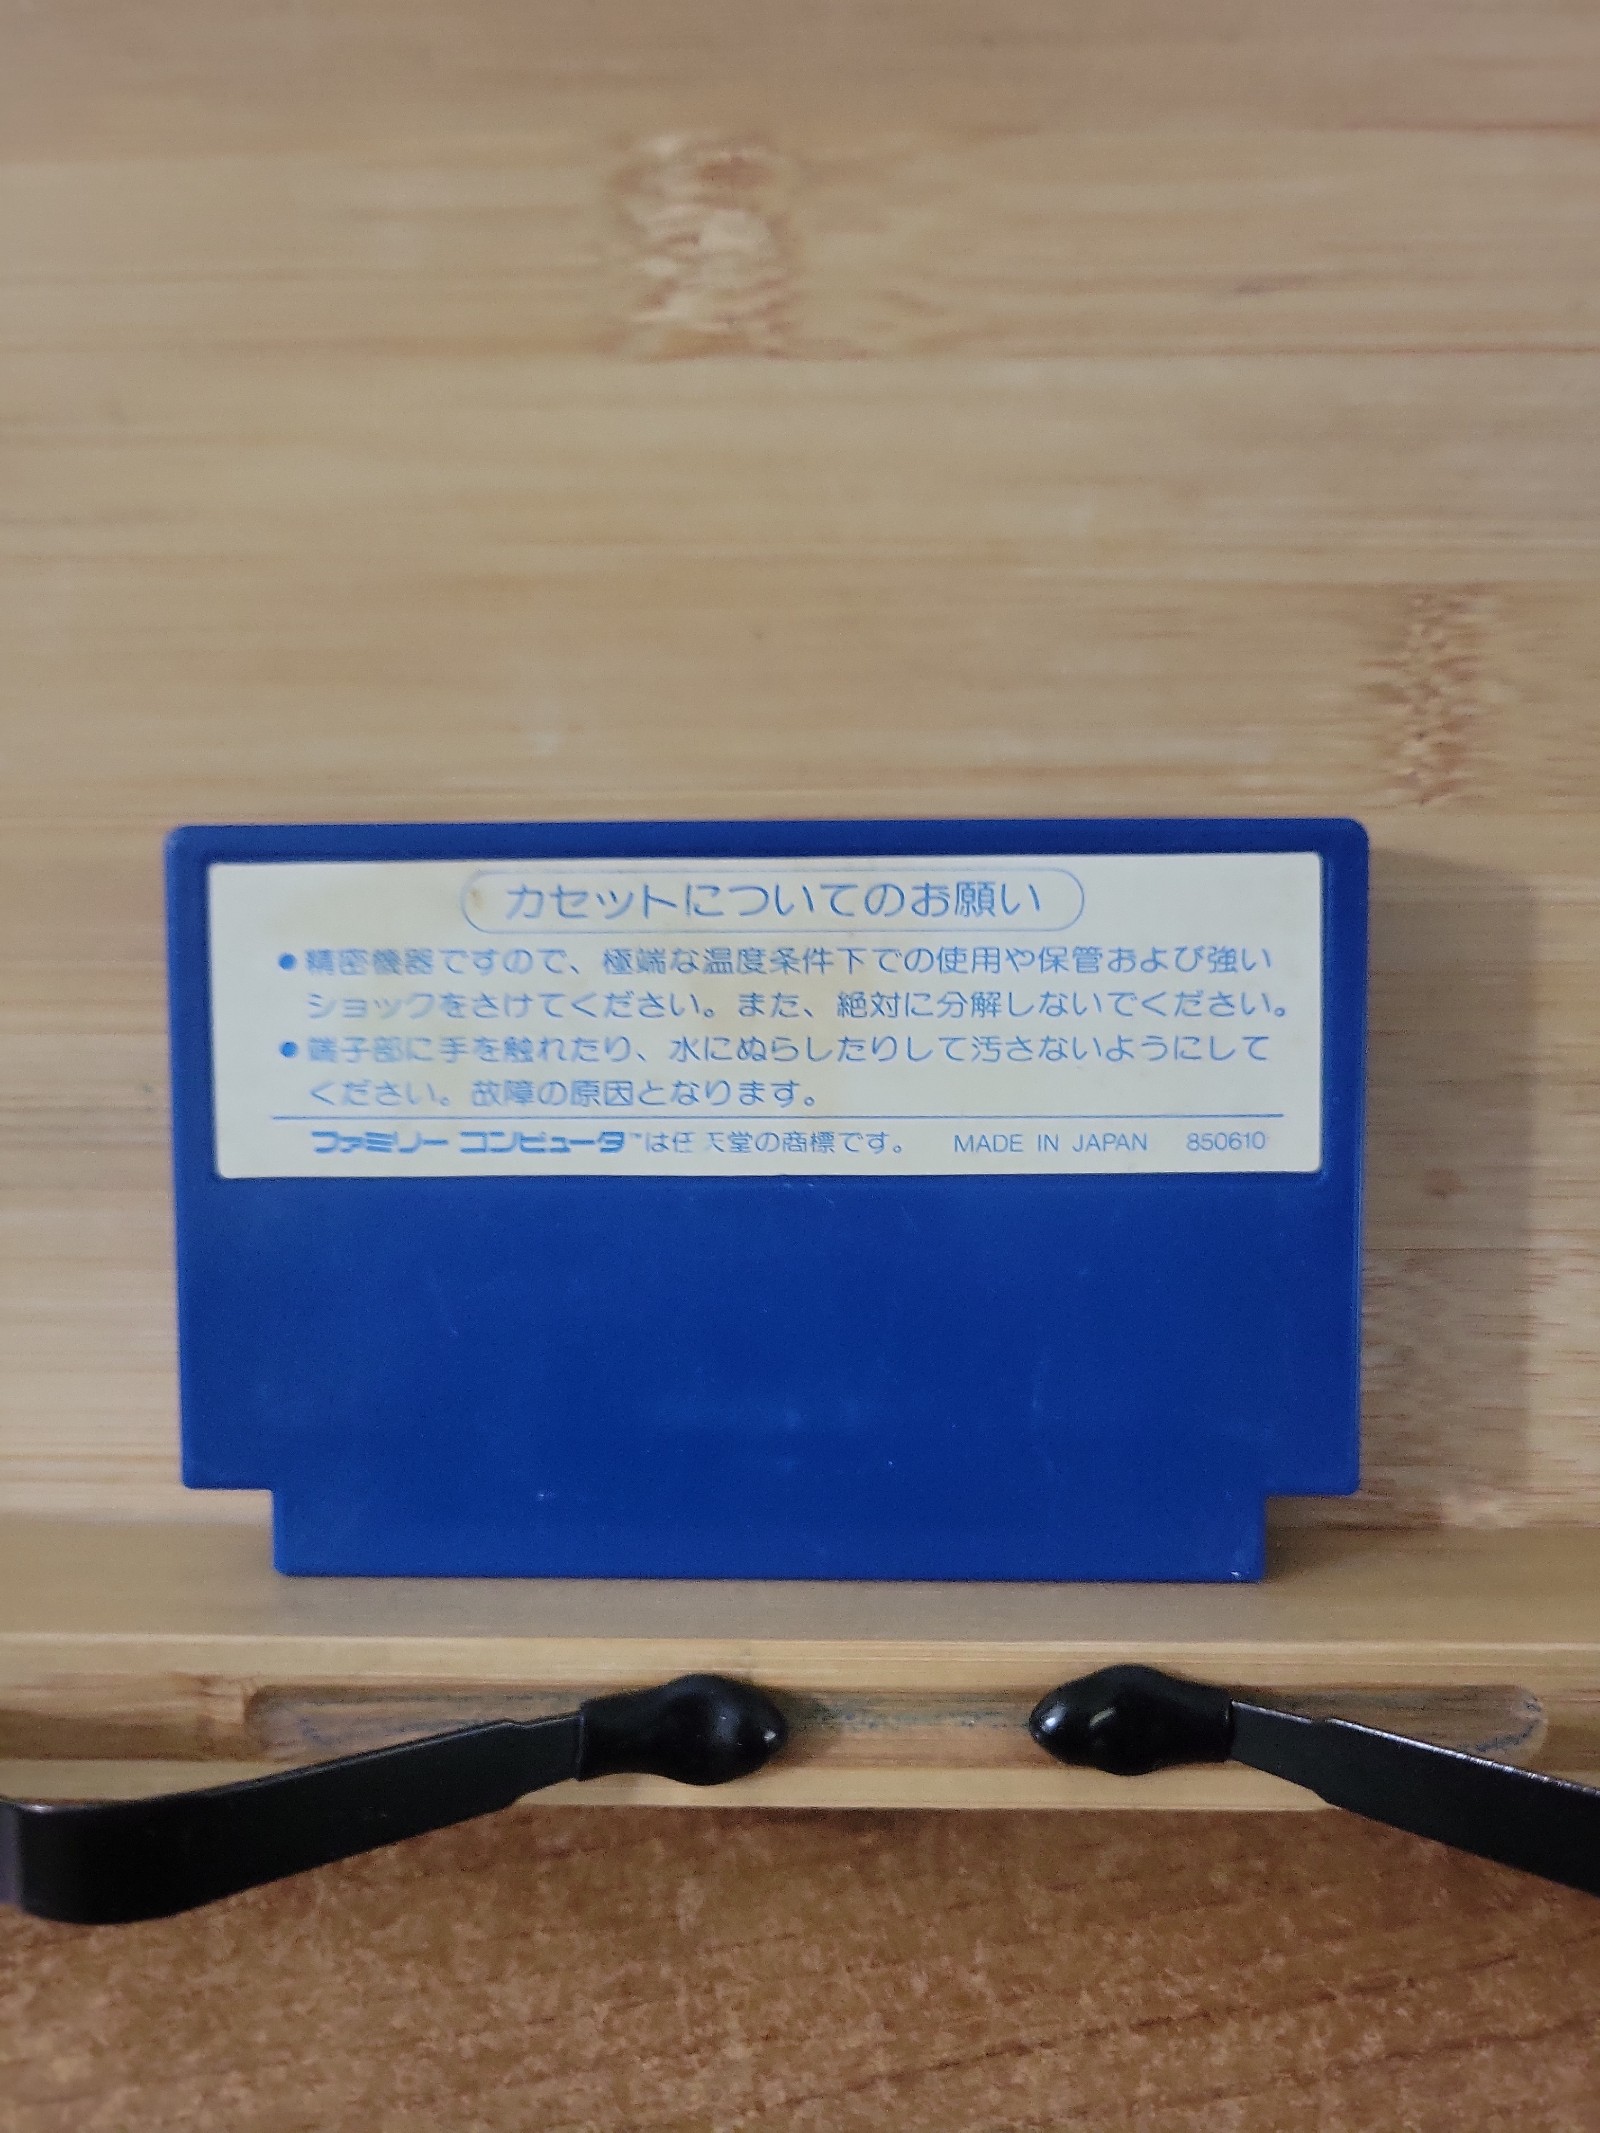 カセットについてのお願い
●精密機器ですので、極端な温度条件下での使用や保管および強い
ショックをさけてください。また、絶対に分解しないでください。
●端子部に手を触れたり、水にぬらしたりして汚さないようにして
ください。故障の原因となります。
ファミリー コンピュータ™は任天堂の商標です。 MADE IN JAPAN 850610